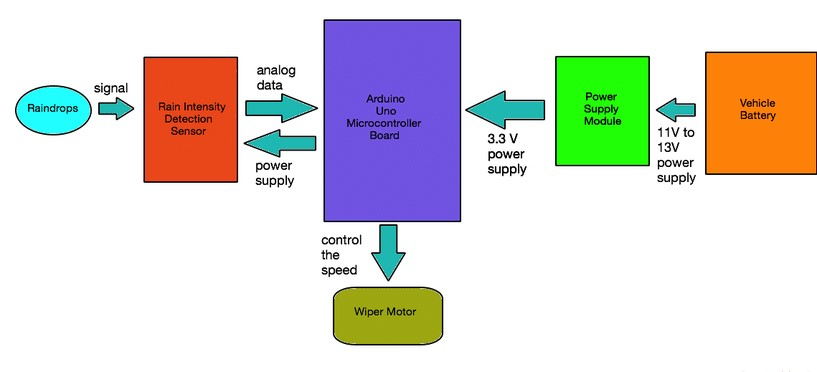 Raindrops
signal
Rain Intensity
Detection
Sensor
analog
data
power
supply
Arduino
Uno
Microcontroller
Board
control
the
speed
Wiper Motor
3.3 V
power
supply
Power
Supply
Module
11V to
13V
power
supply
Vehicle
Battery